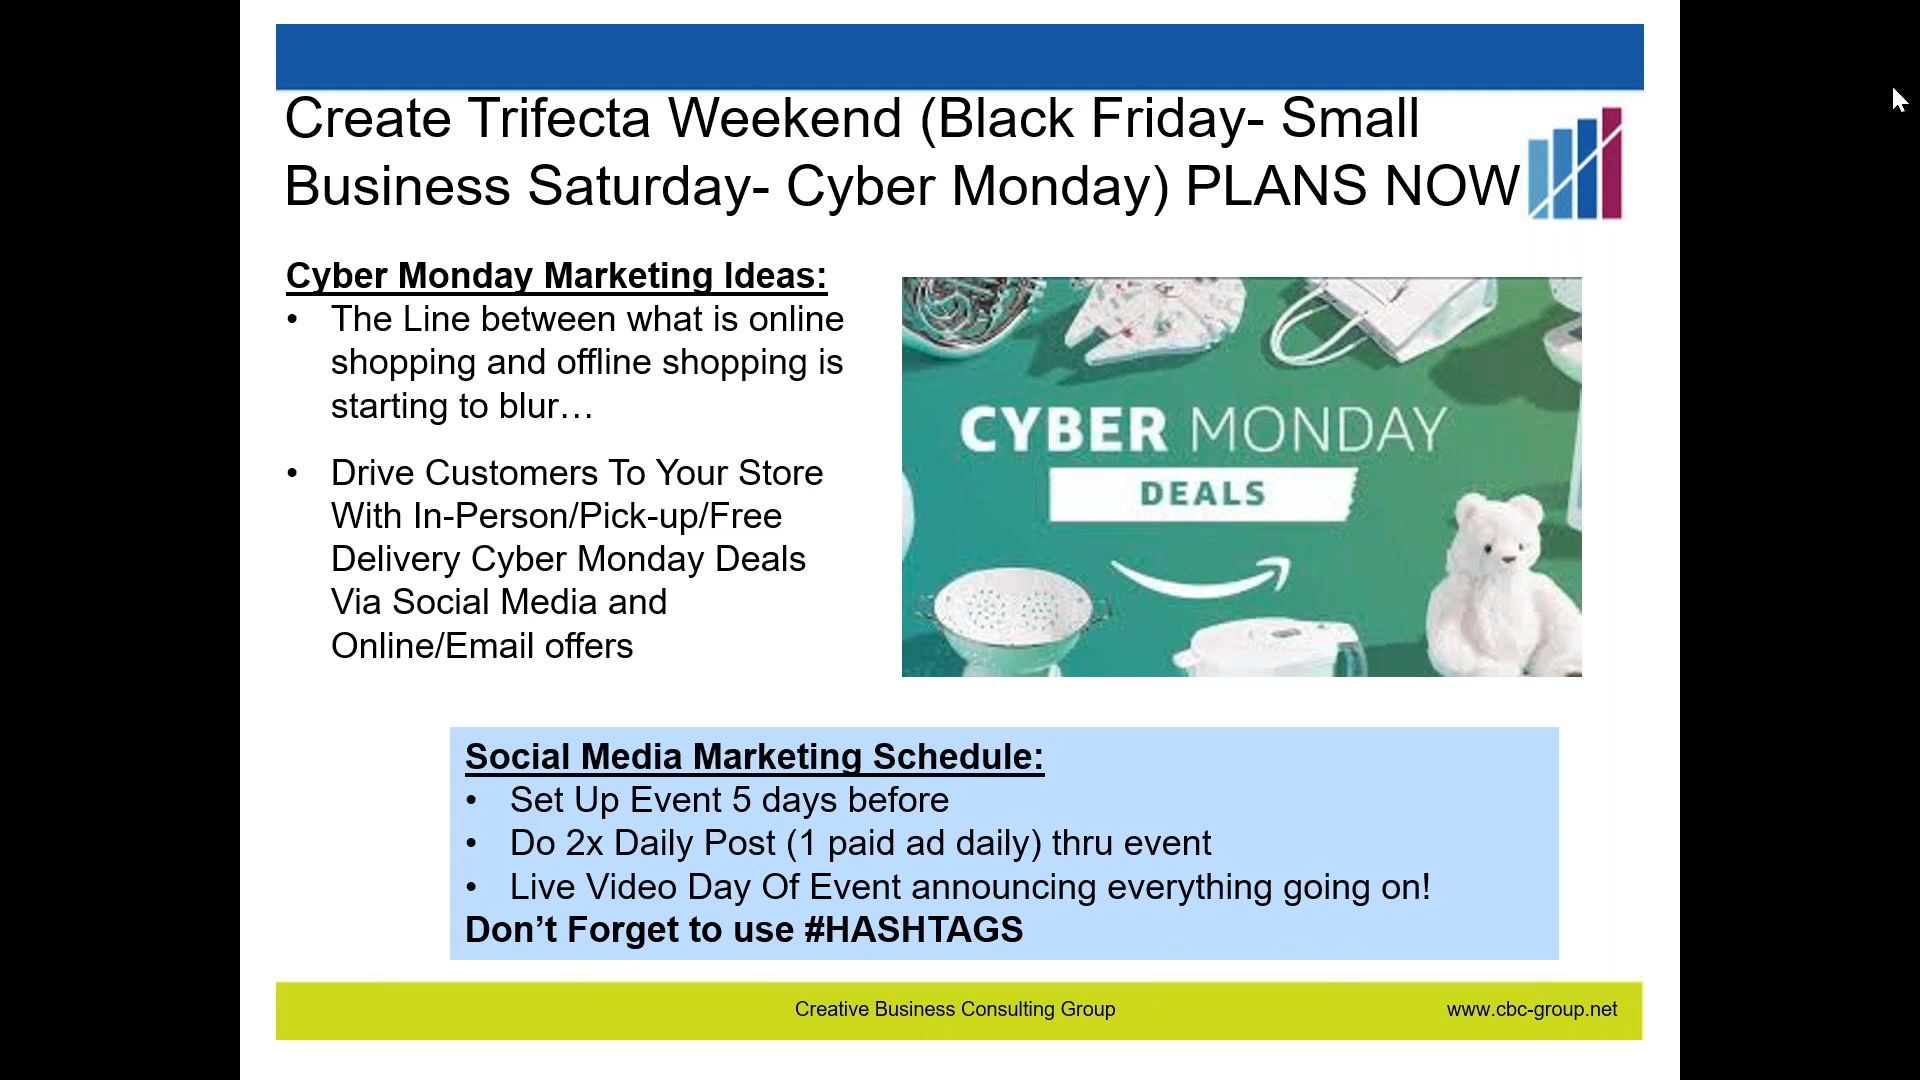 Create Trifecta Weekend (Black Friday- Small
Business Saturday- Cyber Monday) PLANS NOW
Cyber Monday Marketing Ideas:
• The Line between what is online
shopping and offline shopping is
starting to blur…
• Drive Customers To Your Store
With In-Person/Pick-up/Free
Delivery Cyber Monday Deals
Via Social Media and
Online/Email offers
CYBER MONDAY
DEALS
Social Media Marketing Schedule:
• Set Up Event 5 days before
• Do 2x Daily Post (1 paid ad daily) thru event
• Live Video Day Of Event announcing everything going on!
Don’t Forget to use #HASHTAGS
Creative Business Consulting Group
www.cbc-group.net